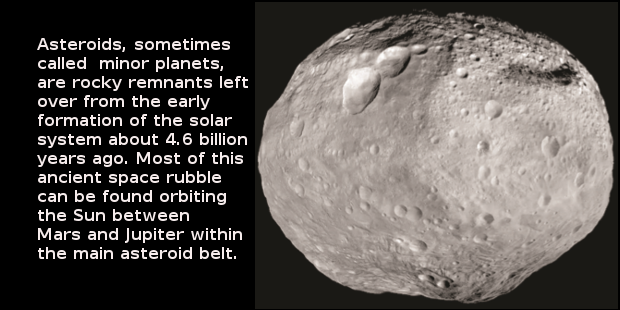 Asteroids, sometimes
called  minor planets,
are rocky remnants left
over from the early
formation of the solar
system about 4.6 billion
years ago. Most of this
ancient space rubble
can be found orbiting
the Sun between
Mars and Jupiter within
the main asteroid belt.